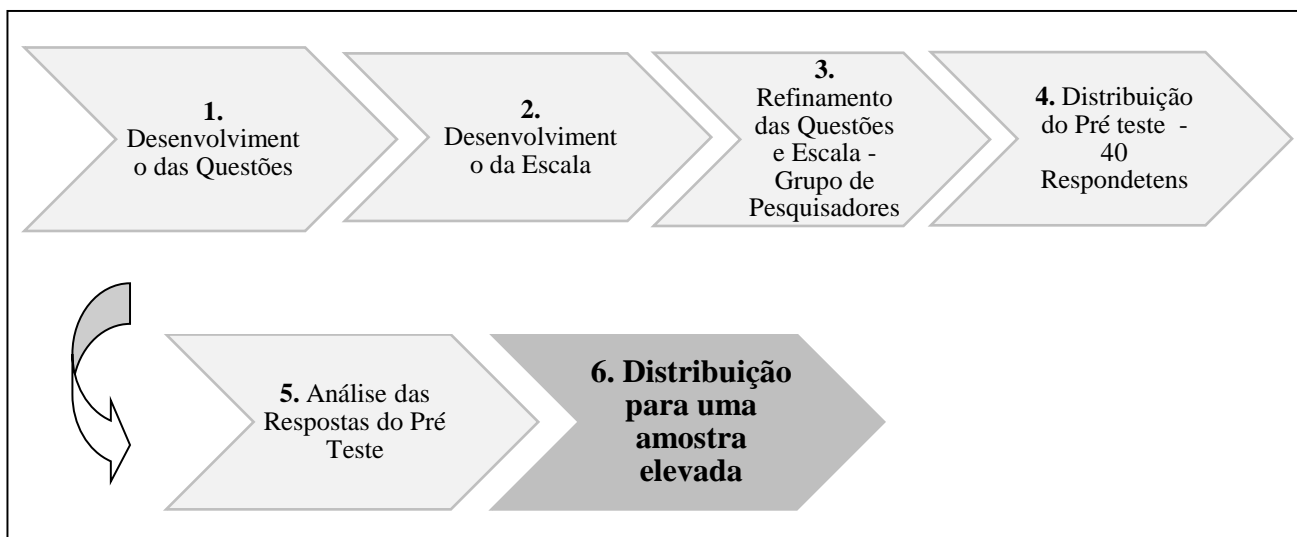 1.
Desenvolviment
o das Questões
2.
Desenvolviment
o da Escala
3.
Refinamento
das Questões
e Escala -
Grupo de
Pesquisadores
4. Distribuição
do Pré teste -
40
Respondetens
5. Análise das
Respostas do Pré
Teste
6. Distribuição
para uma
amostra
elevada